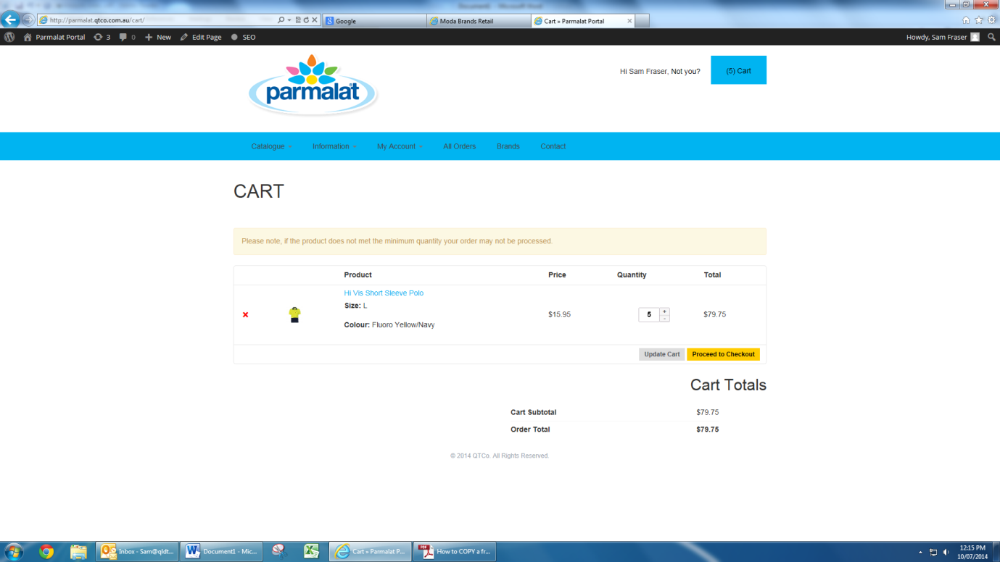 Document1 - Microsoft Word
http://parmalat.qtco.com.au/cart/
Google
Moda Brands Retail
Cart » Parmalat Portal
Parmalat Portal 3 0 New Edit Page SEO
Howdy, Sam Fraser
parmalat
Hi Sam Fraser, Not you?
(5) Cart
Catalogue Information My Account All Orders Brands Contact
CART
Please note, if the product does not met the minimum quantity your order may not be processed.
Product Price Quantity Total
Hi Vis Short Sleeve Polo
Size: L
$15.95 5 $79.75
Colour: Fluoro Yellow/Navy
Update Cart Proceed to Checkout
Cart Totals
Cart Subtotal $79.75
Order Total $79.75
© 2014 QTCo. All Rights Reserved.
Inbox - Sam@qldt...
Document1 - Mic...
Cart » Parmalat P...
How to COPY a fr...
12:15 PM
10/07/2014